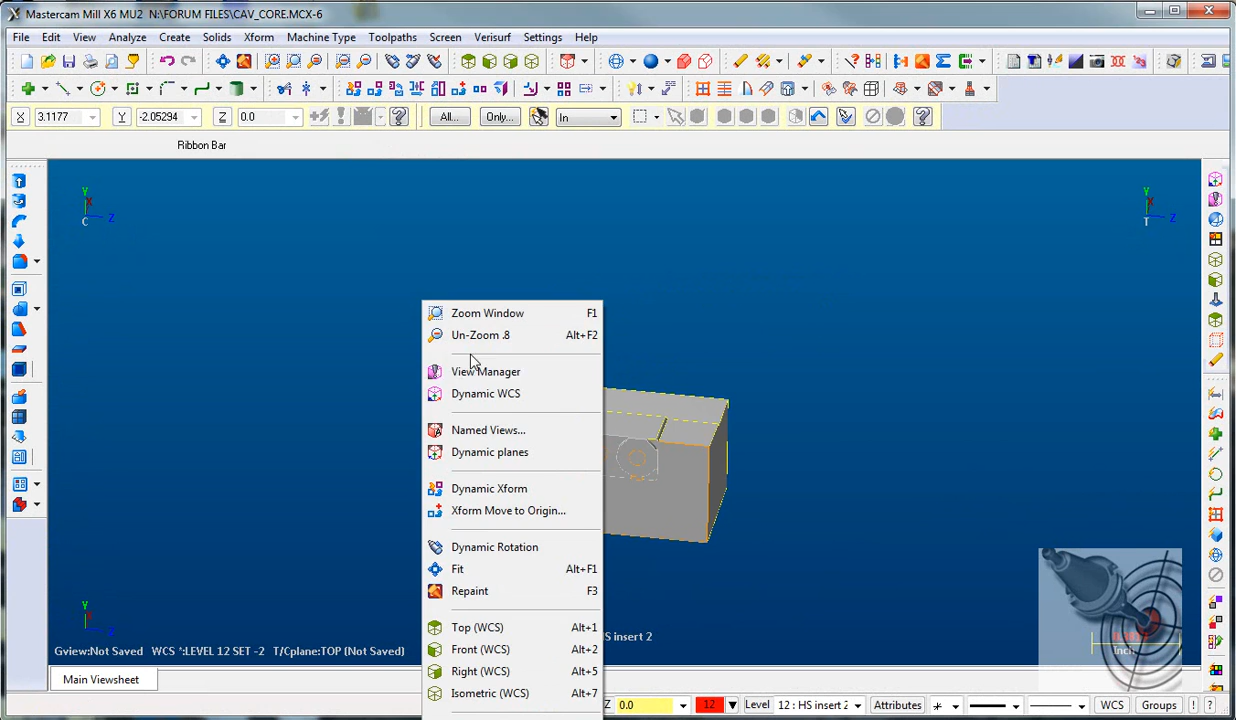 Mastercam Mill X6 MU2  N:\FORUM FILES\CAV_CORE.MCX-6
File Edit View Analyze Create Solids Xform Machine Type Toolpaths Screen Verisurf Settings Help
X 3.1177 Y -2.05294 Z 0.0 All... Only... In
Ribbon Bar
Y X Z C
Y X Z T
Zoom Window F1
Un-Zoom .8 Alt+F2
View Manager
Dynamic WCS
Named Views...
Dynamic planes
Dynamic Xform
Xform Move to Origin...
Dynamic Rotation
Fit Alt+F1
Repaint F3
Top (WCS) Alt+1
Front (WCS) Alt+2
Right (WCS) Alt+5
Isometric (WCS) Alt+7
Y Z
HS insert 2
Inch
Gview:Not Saved WCS *:LEVEL 12 SET -2 T/Cplane:TOP (Not Saved)
Main Viewsheet
Z 0.0 12 Level 12 : HS insert 2 Attributes WCS Groups ! ?